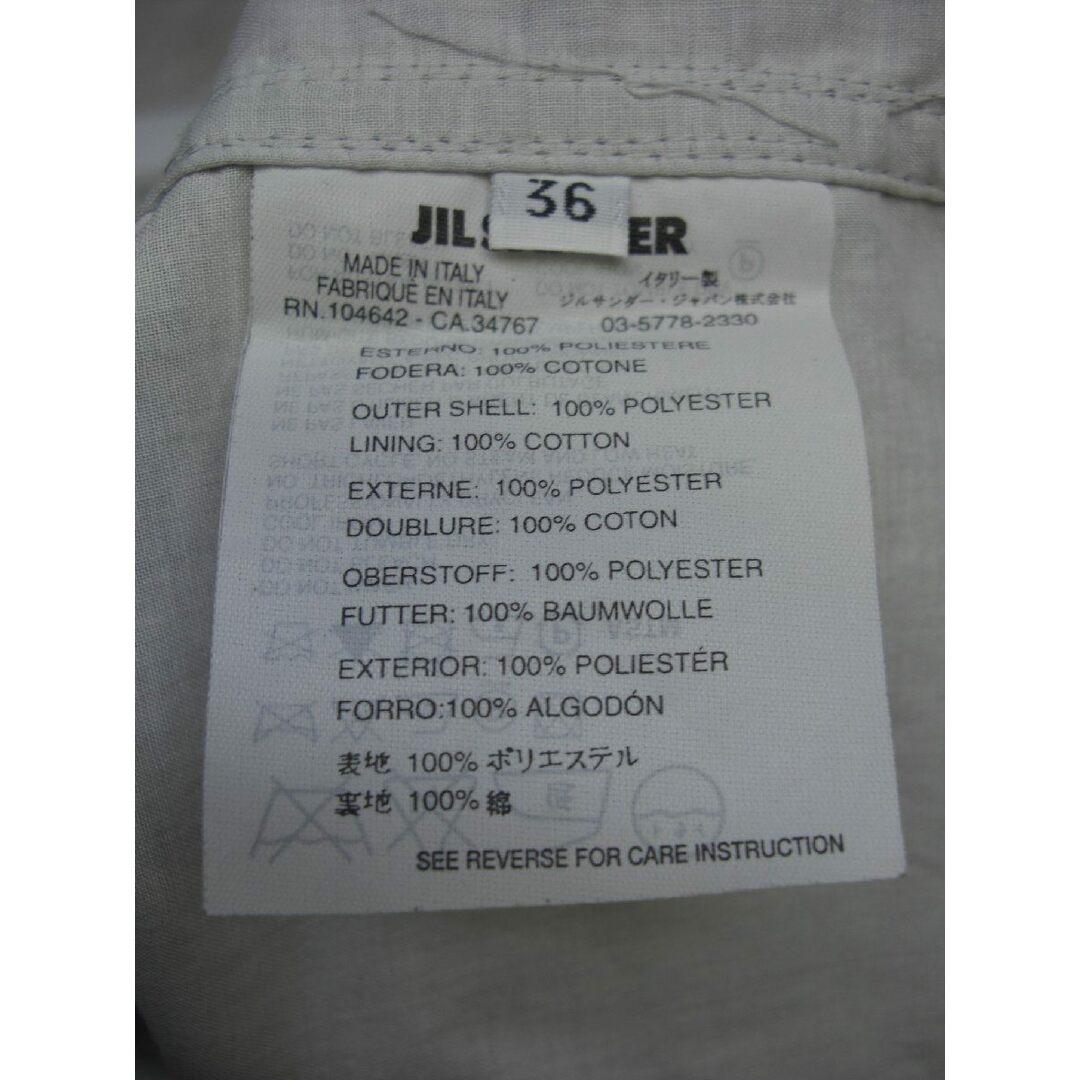 36
JIL S ER
MADE IN ITALY
FABRIQUE EN ITALY
RN.104642 - CA.34767
イタリー製
ジルサンダー・ジャパン株式会社
03-5778-2330
ESTERNO: 100% POLIESTERE
FODERA: 100% COTONE
OUTER SHELL: 100% POLYESTER
LINING: 100% COTTON
EXTERNE: 100% POLYESTER
DOUBLURE: 100% COTON
OBERSTOFF: 100% POLYESTER
FUTTER: 100% BAUMWOLLE
EXTERIOR: 100% POLIESTÉR
FORRO:100% ALGODÓN
表地 100% ポリエステル
裏地 100% 綿
SEE REVERSE FOR CARE INSTRUCTION